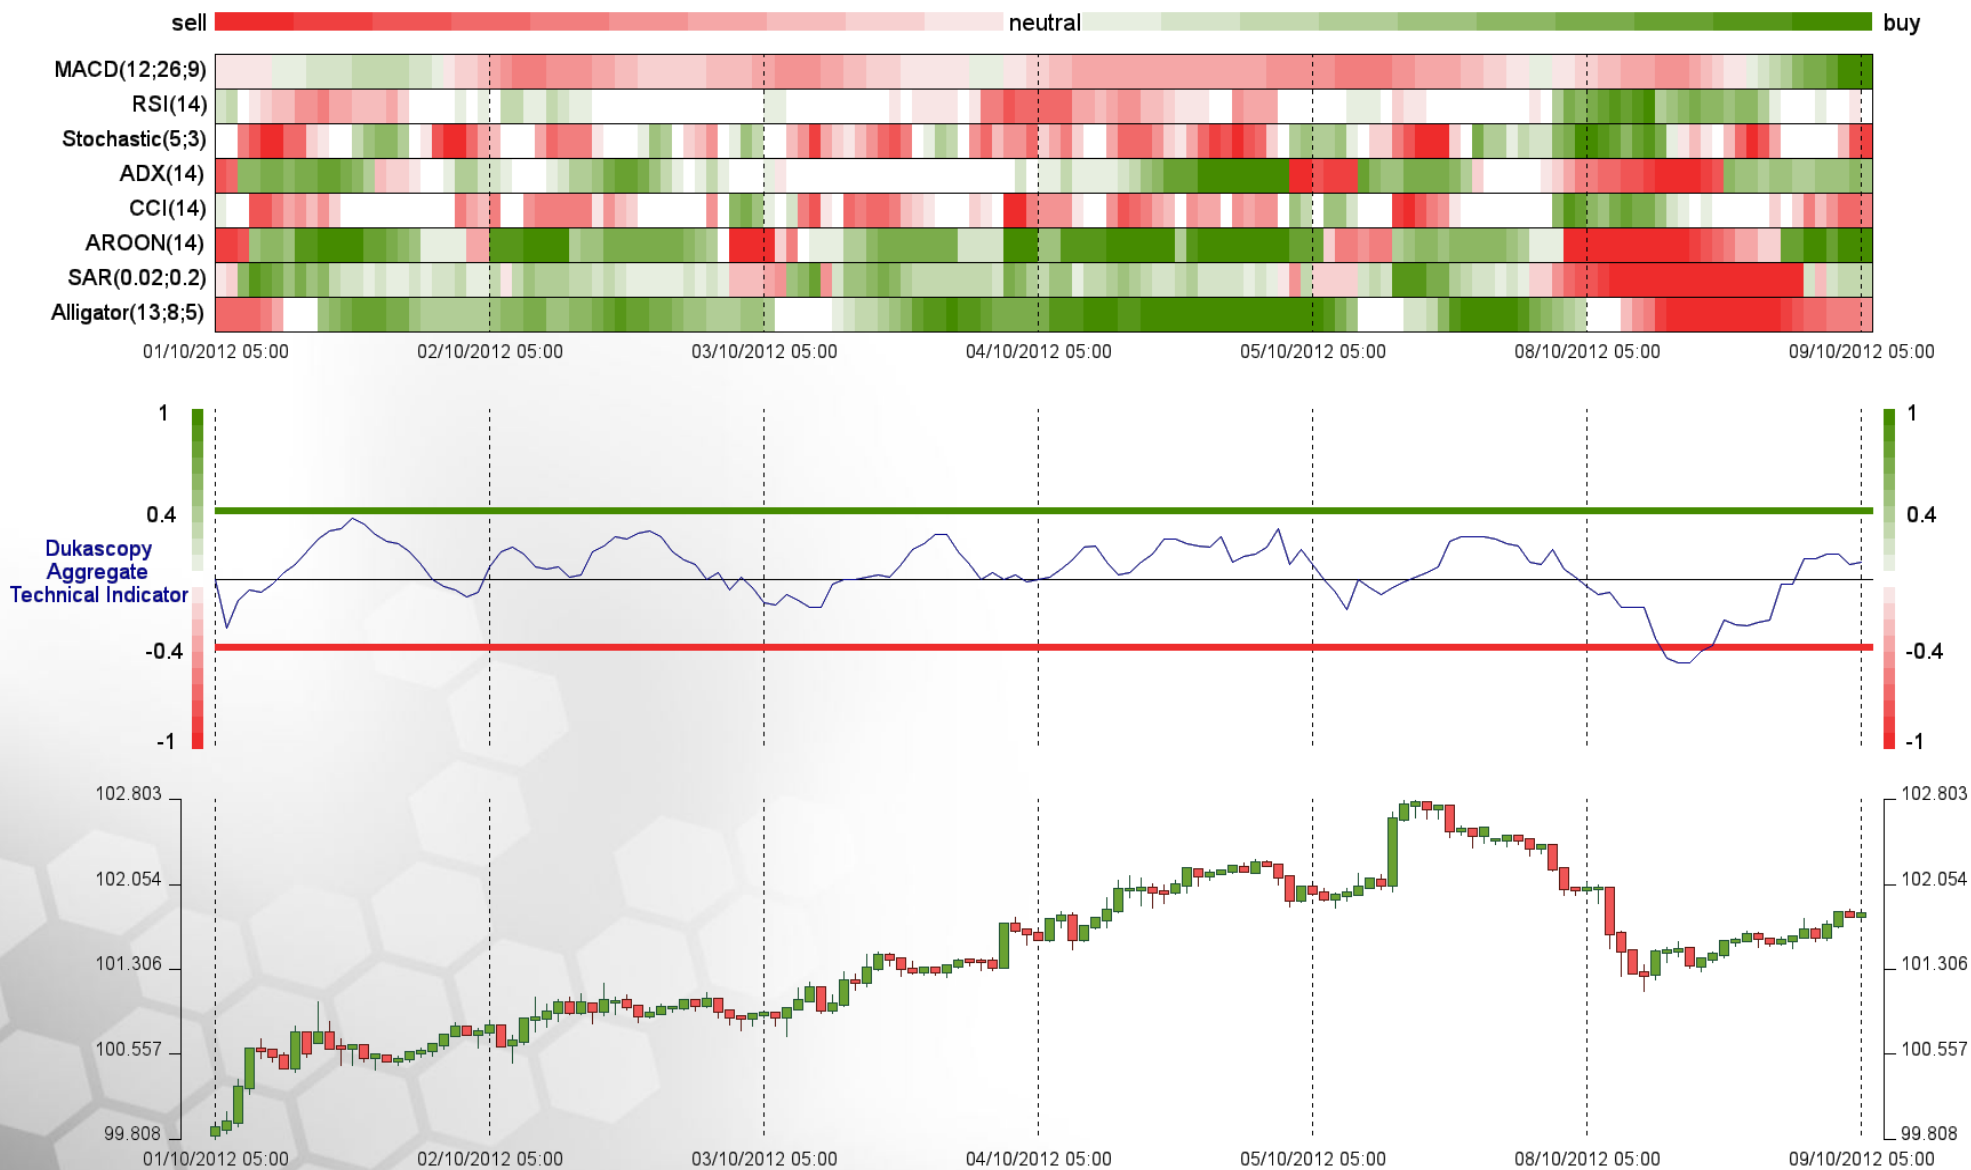 sell neutral buy
MACD(12;26;9)
RSI(14)
Stochastic(5;3)
ADX(14)
CCI(14)
AROON(14)
SAR(0.02;0.2)
Alligator(13;8;5)
01/10/2012 05:00 02/10/2012 05:00 03/10/2012 05:00 04/10/2012 05:00 05/10/2012 05:00 08/10/2012 05:00 09/10/2012 05:00
1 1
0.4 0.4
Dukascopy
Aggregate
Technical Indicator
-0.4 -0.4
-1 -1
102.803 102.803
102.054 102.054
101.306 101.306
100.557 100.557
99.808 99.808
01/10/2012 05:00 02/10/2012 05:00 03/10/2012 05:00 04/10/2012 05:00 05/10/2012 05:00 08/10/2012 05:00 09/10/2012 05:00